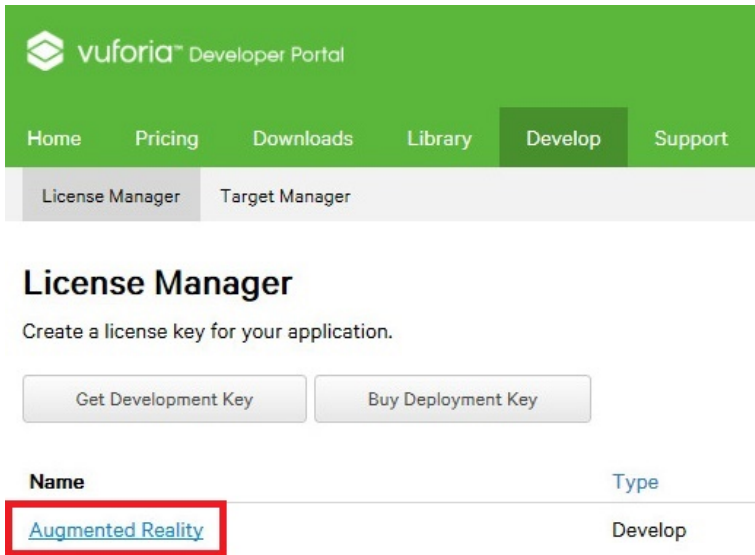 vuforia™ Developer Portal
Home Pricing Downloads Library Develop Support
License Manager Target Manager
License Manager
Create a license key for your application.
Get Development Key Buy Deployment Key
Name Type
Augmented Reality Develop